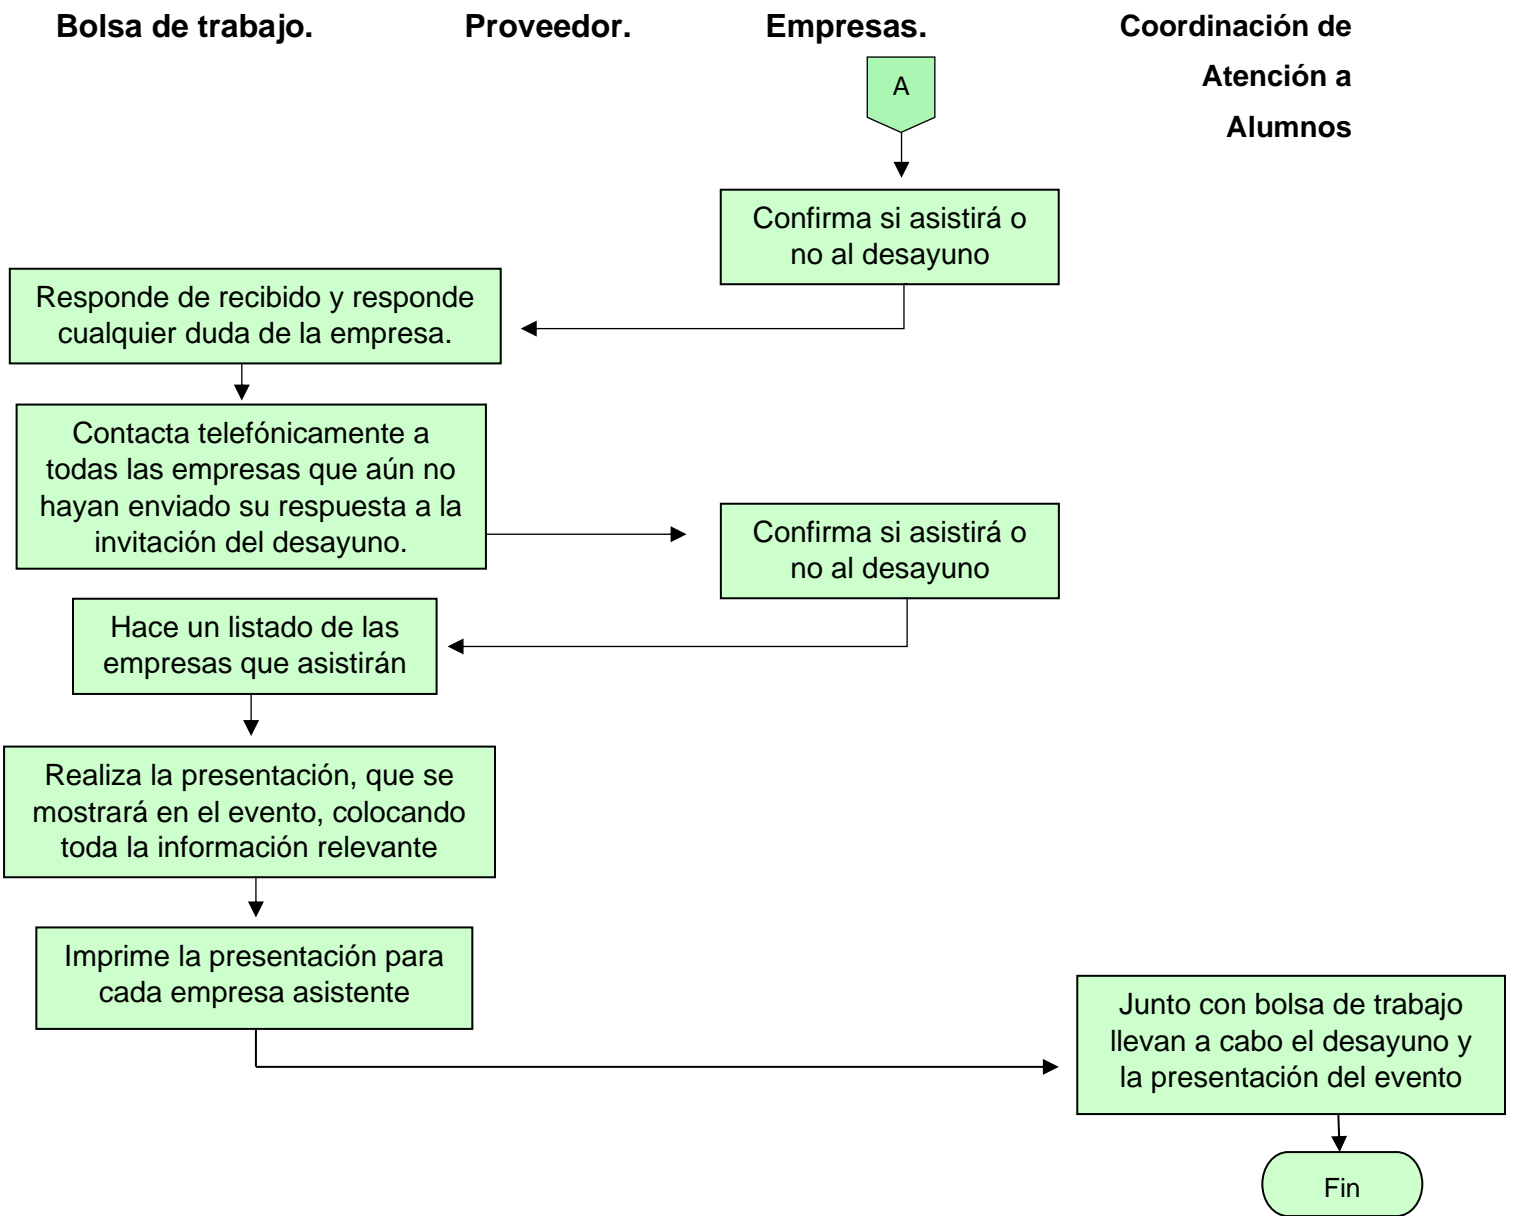 Bolsa de trabajo.
Proveedor.
Empresas.
Coordinación de
Atención a
Alumnos
A
Confirma si asistirá o
no al desayuno
Responde de recibido y responde
cualquier duda de la empresa.
Contacta telefónicamente a
todas las empresas que aún no
hayan enviado su respuesta a la
invitación del desayuno.
Confirma si asistirá o
no al desayuno
Hace un listado de las
empresas que asistirán
Realiza la presentación, que se
mostrará en el evento, colocando
toda la información relevante
Imprime la presentación para
cada empresa asistente
Junto con bolsa de trabajo
llevan a cabo el desayuno y
la presentación del evento
Fin